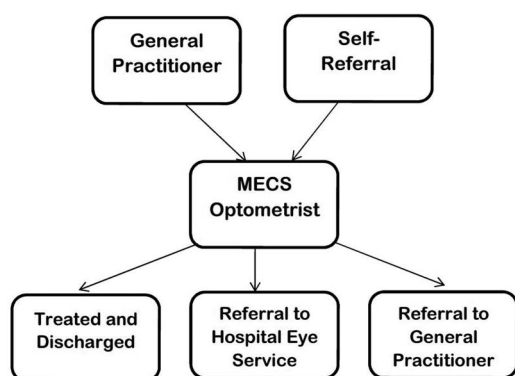 General
Practitioner
Self-
Referral
MECS
Optometrist
Treated and
Discharged
Referral to
Hospital Eye
Service
Referral to
General
Practitioner